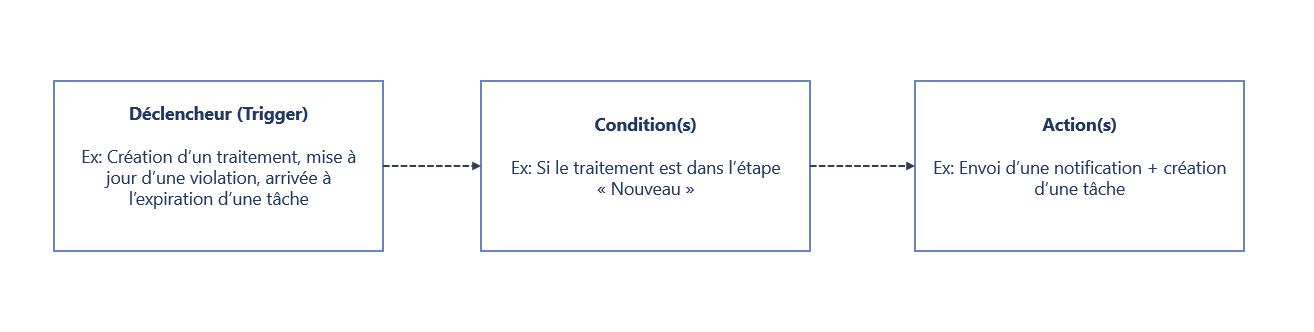 Déclencheur (Trigger)
Ex: Création d’un traitement, mise à
jour d’une violation, arrivée à
l’expiration d’une tâche
Condition(s)
Ex: Si le traitement est dans l’étape
« Nouveau »
Action(s)
Ex: Envoi d’une notification + création
d’une tâche